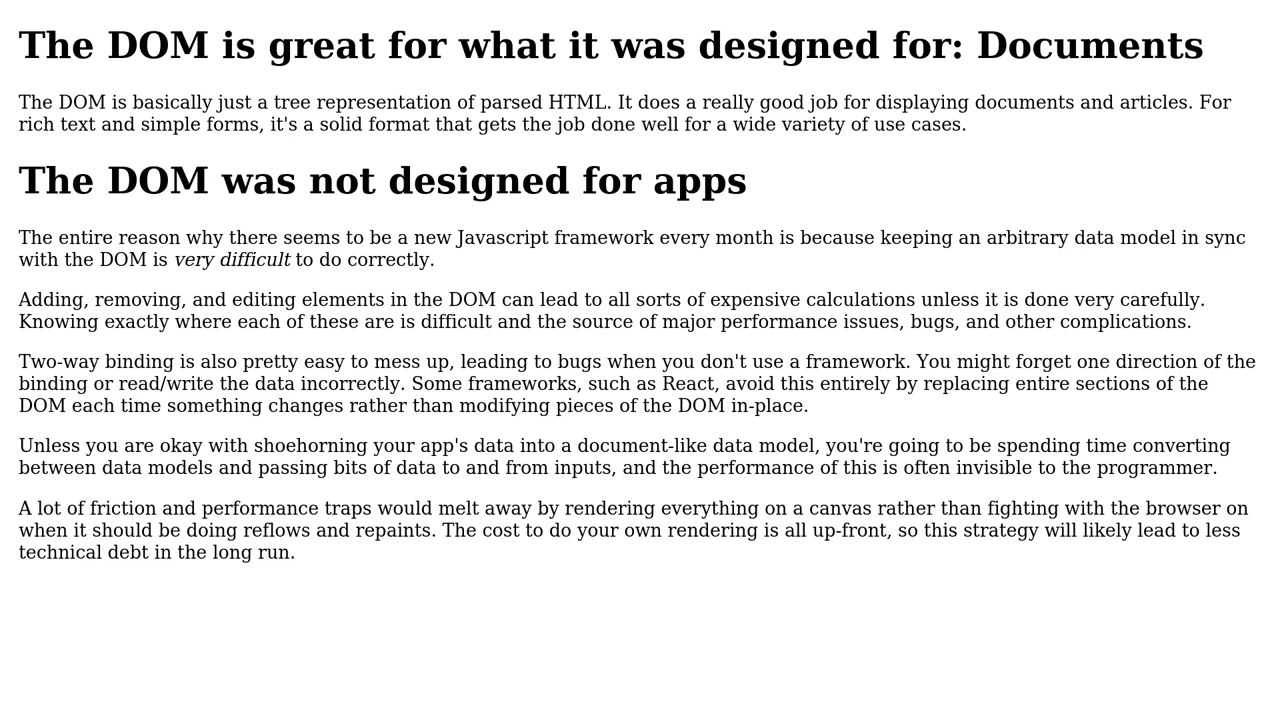 The DOM is great for what it was designed for: Documents
The DOM is basically just a tree representation of parsed HTML. It does a really good job for displaying documents and articles. For
rich text and simple forms, it's a solid format that gets the job done well for a wide variety of use cases.
The DOM was not designed for apps
The entire reason why there seems to be a new Javascript framework every month is because keeping an arbitrary data model in sync
with the DOM is very difficult to do correctly.
Adding, removing, and editing elements in the DOM can lead to all sorts of expensive calculations unless it is done very carefully.
Knowing exactly where each of these are is difficult and the source of major performance issues, bugs, and other complications.
Two-way binding is also pretty easy to mess up, leading to bugs when you don't use a framework. You might forget one direction of the
binding or read/write the data incorrectly. Some frameworks, such as React, avoid this entirely by replacing entire sections of the
DOM each time something changes rather than modifying pieces of the DOM in-place.
Unless you are okay with shoehorning your app's data into a document-like data model, you're going to be spending time converting
between data models and passing bits of data to and from inputs, and the performance of this is often invisible to the programmer.
A lot of friction and performance traps would melt away by rendering everything on a canvas rather than fighting with the browser on
when it should be doing reflows and repaints. The cost to do your own rendering is all up-front, so this strategy will likely lead to less
technical debt in the long run.